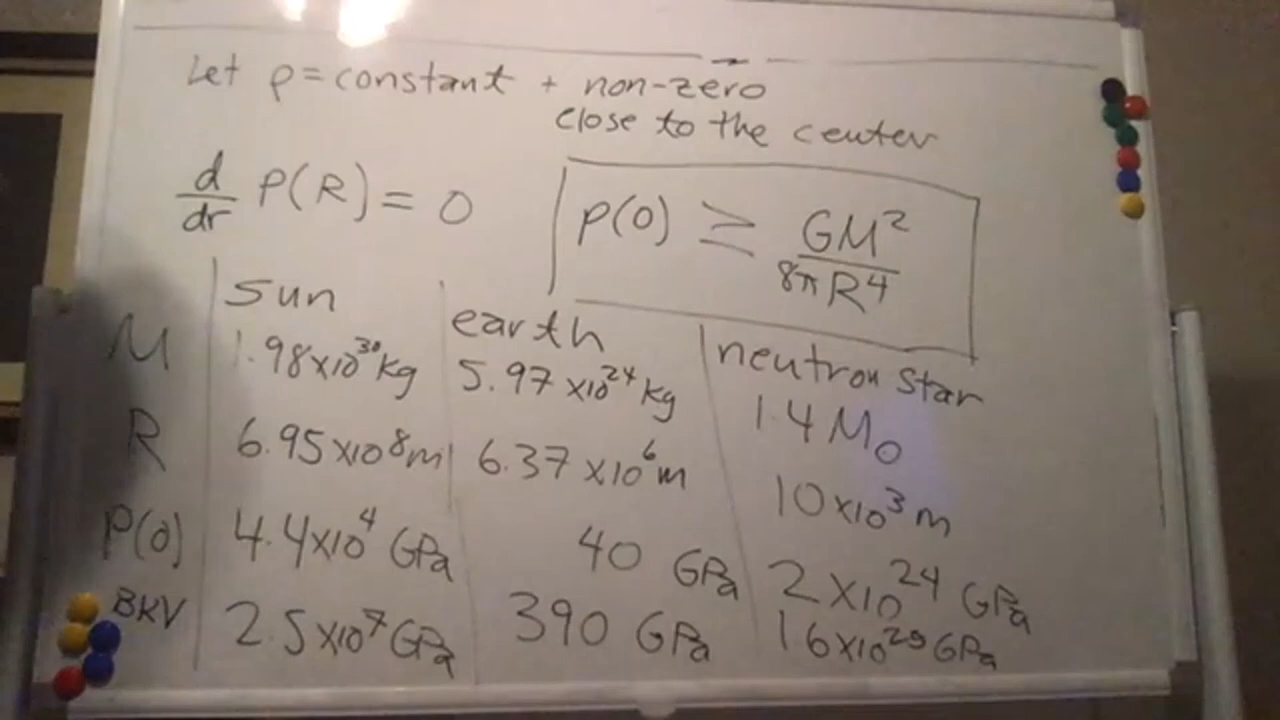 Let ρ = constant + non-zero
close to the center
d/dr P(R) = 0
P(0) ≥ GM² / 8πR⁴
sun earth neutron star
M 1.98×10³⁰ kg 5.97×10²⁴ kg 1.4 M₀
R 6.95×10⁸ m 6.37×10⁶ m 10×10³ m
P(0) 4.4×10⁴ GPa 40 GPa 2×10²⁴ GPa
BKV 2.5×10⁷ GPa 390 GPa 16×10²⁹ GPa